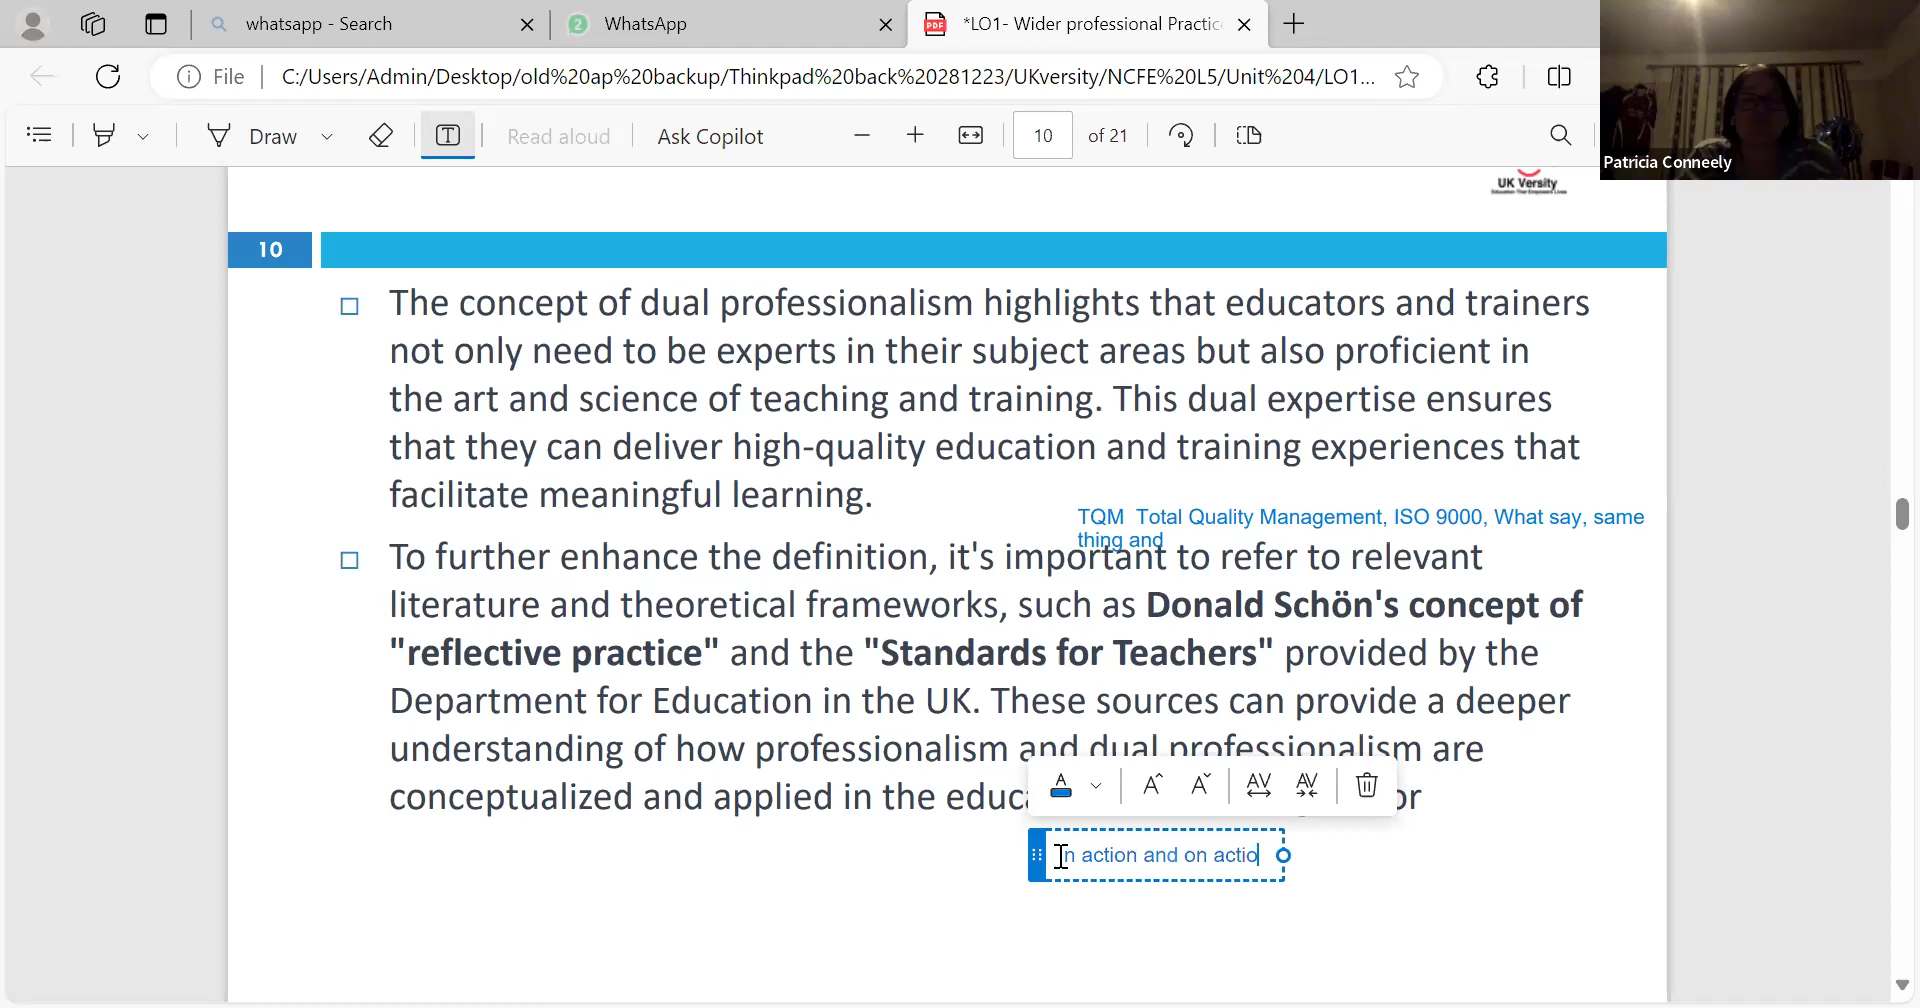 whatsapp - Search
2 WhatsApp
*LO1- Wider professional Practic
File
C:/Users/Admin/Desktop/old%20ap%20backup/Thinkpad%20back%20281223/UKversity/NCFE%20L5/Unit%204/LO1...
Draw
Read aloud
Ask Copilot
10 of 21
Patricia Conneely
UK Versity
10
The concept of dual professionalism highlights that educators and trainers
not only need to be experts in their subject areas but also proficient in
the art and science of teaching and training. This dual expertise ensures
that they can deliver high-quality education and training experiences that
facilitate meaningful learning.
TQM Total Quality Management, ISO 9000, What say, same
thing and
To further enhance the definition, it's important to refer to relevant
literature and theoretical frameworks, such as Donald Schön's concept of
"reflective practice" and the "Standards for Teachers" provided by the
Department for Education in the UK. These sources can provide a deeper
understanding of how professionalism and dual professionalism are
conceptualized and applied in the educa or
n action and on actio